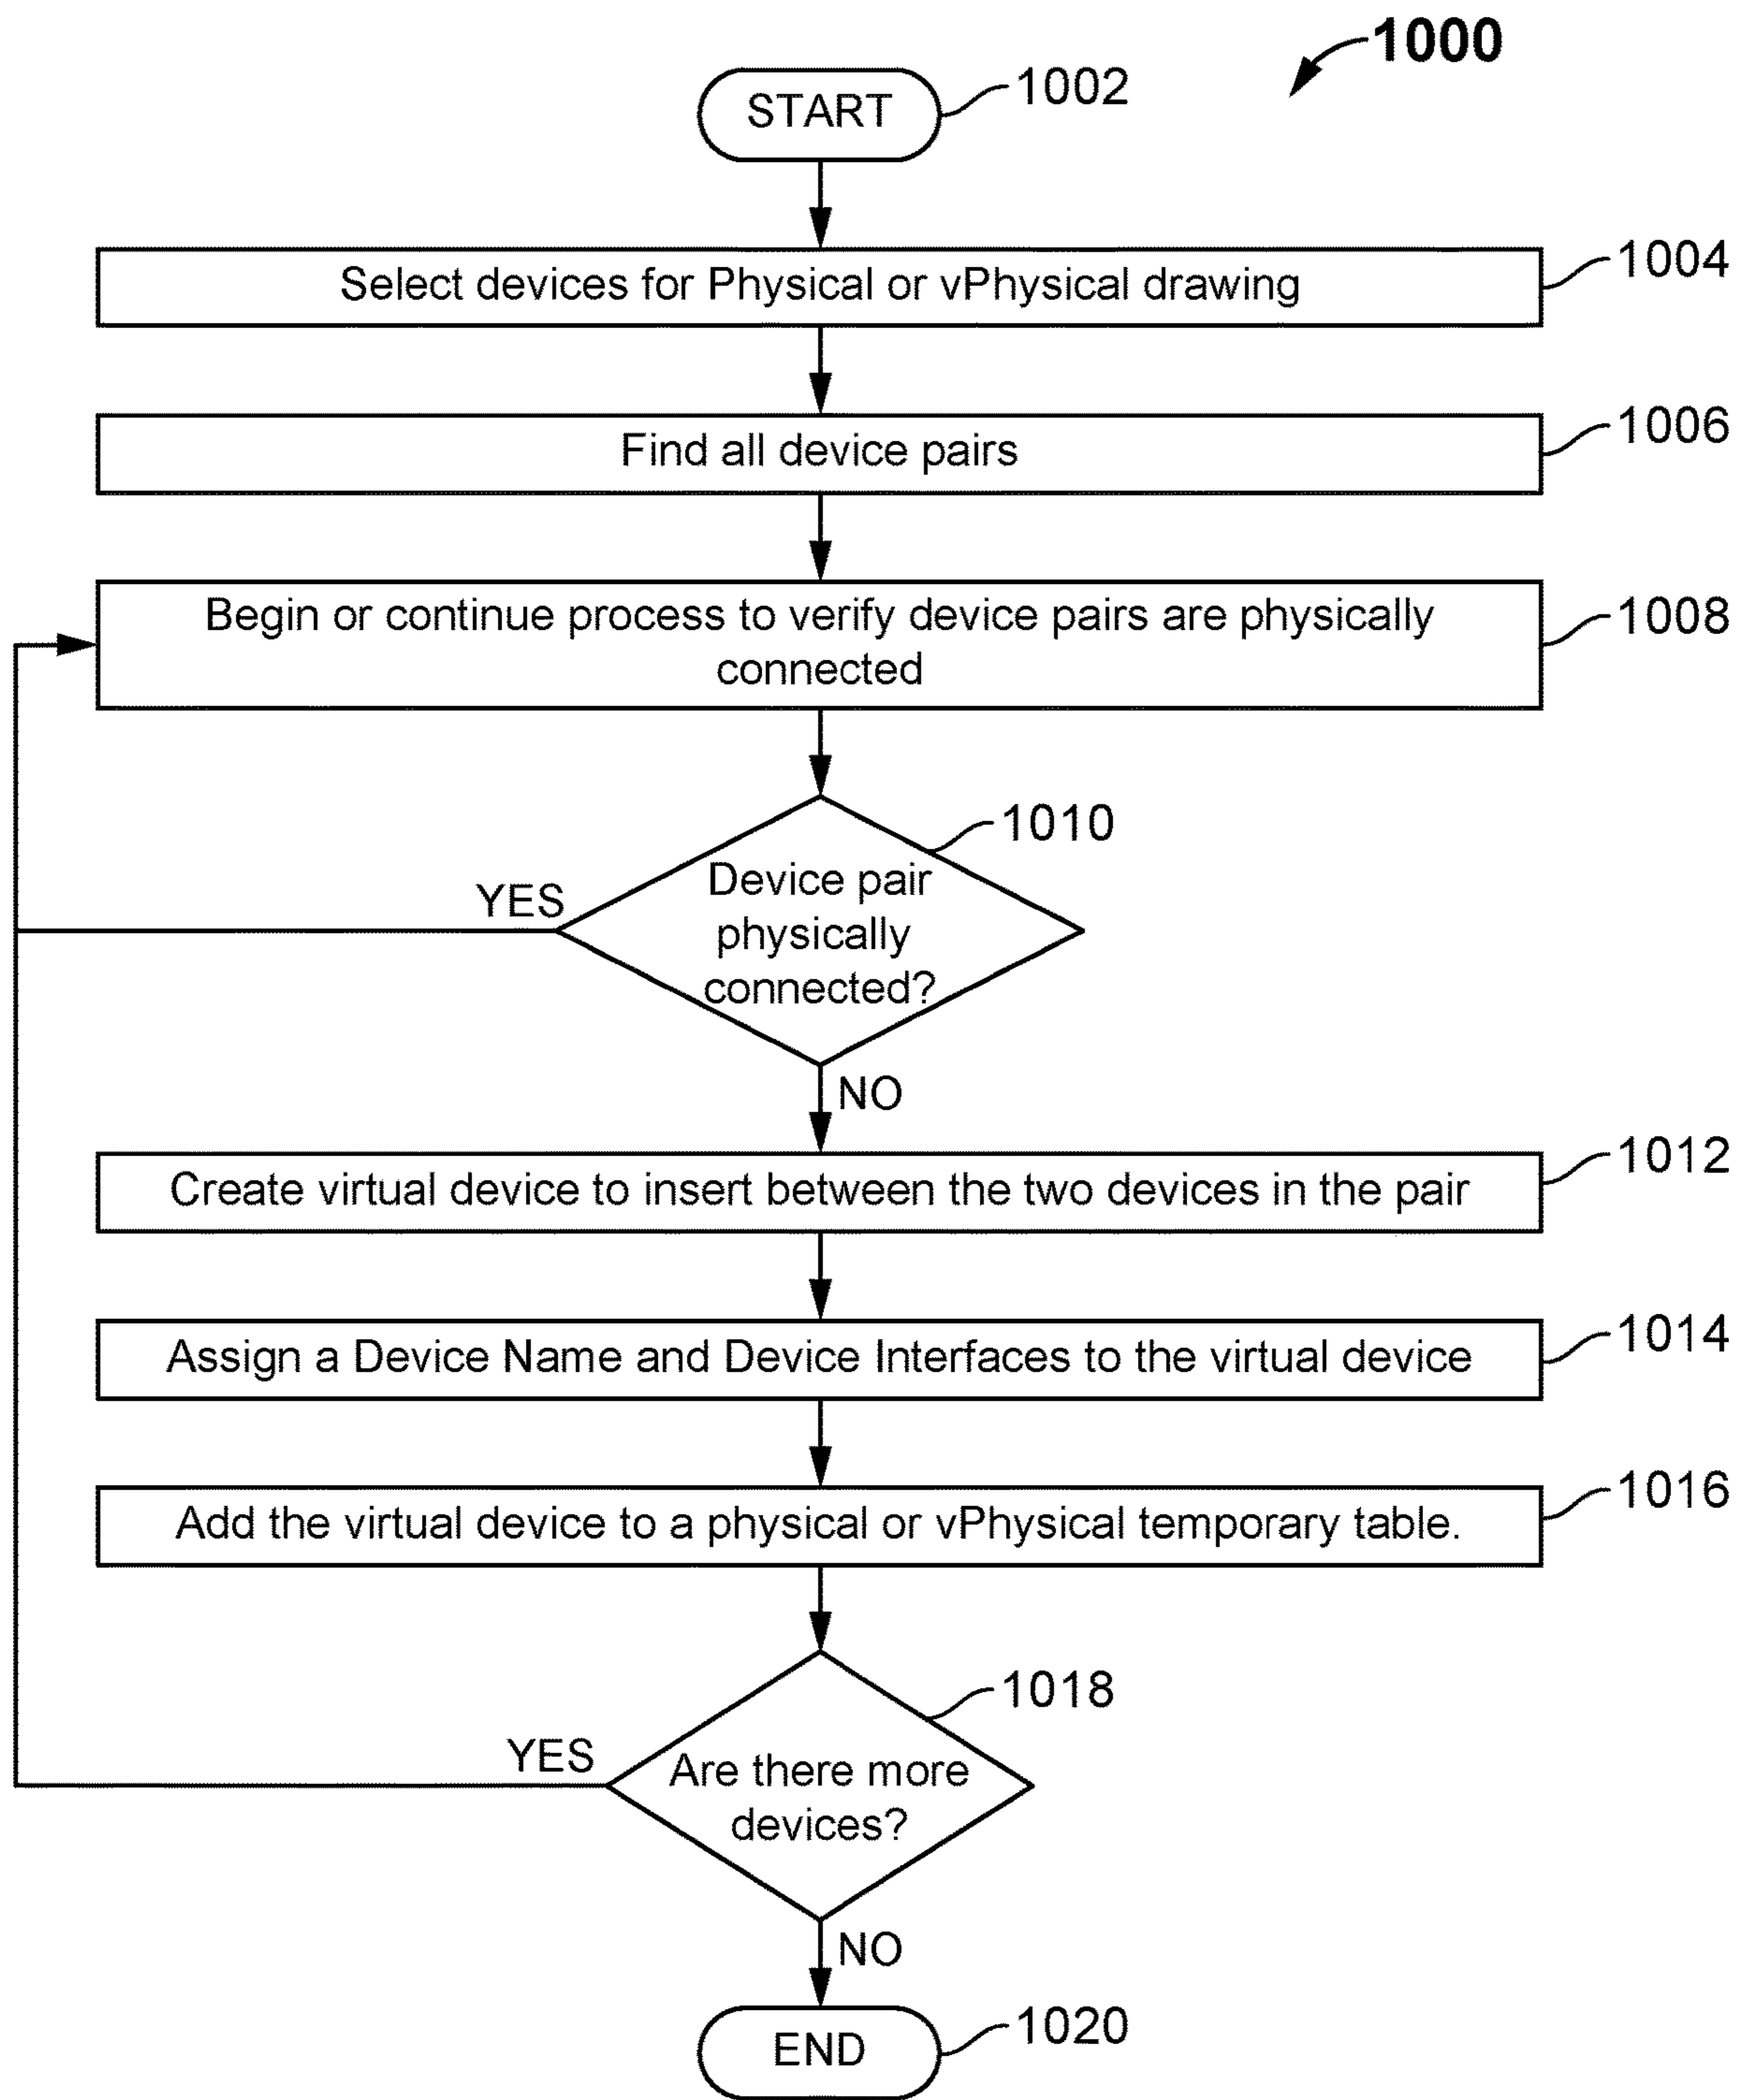 1000
START
1002
Select devices for Physical or vPhysical drawing
1004
Find all device pairs
1006
Begin or continue process to verify device pairs are physically
connected
1008
1010
Device pair
physically
connected?
YES
NO
Create virtual device to insert between the two devices in the pair
1012
Assign a Device Name and Device Interfaces to the virtual device
1014
Add the virtual device to a physical or vPhysical temporary table.
1016
1018
Are there more
devices?
YES
NO
END
1020